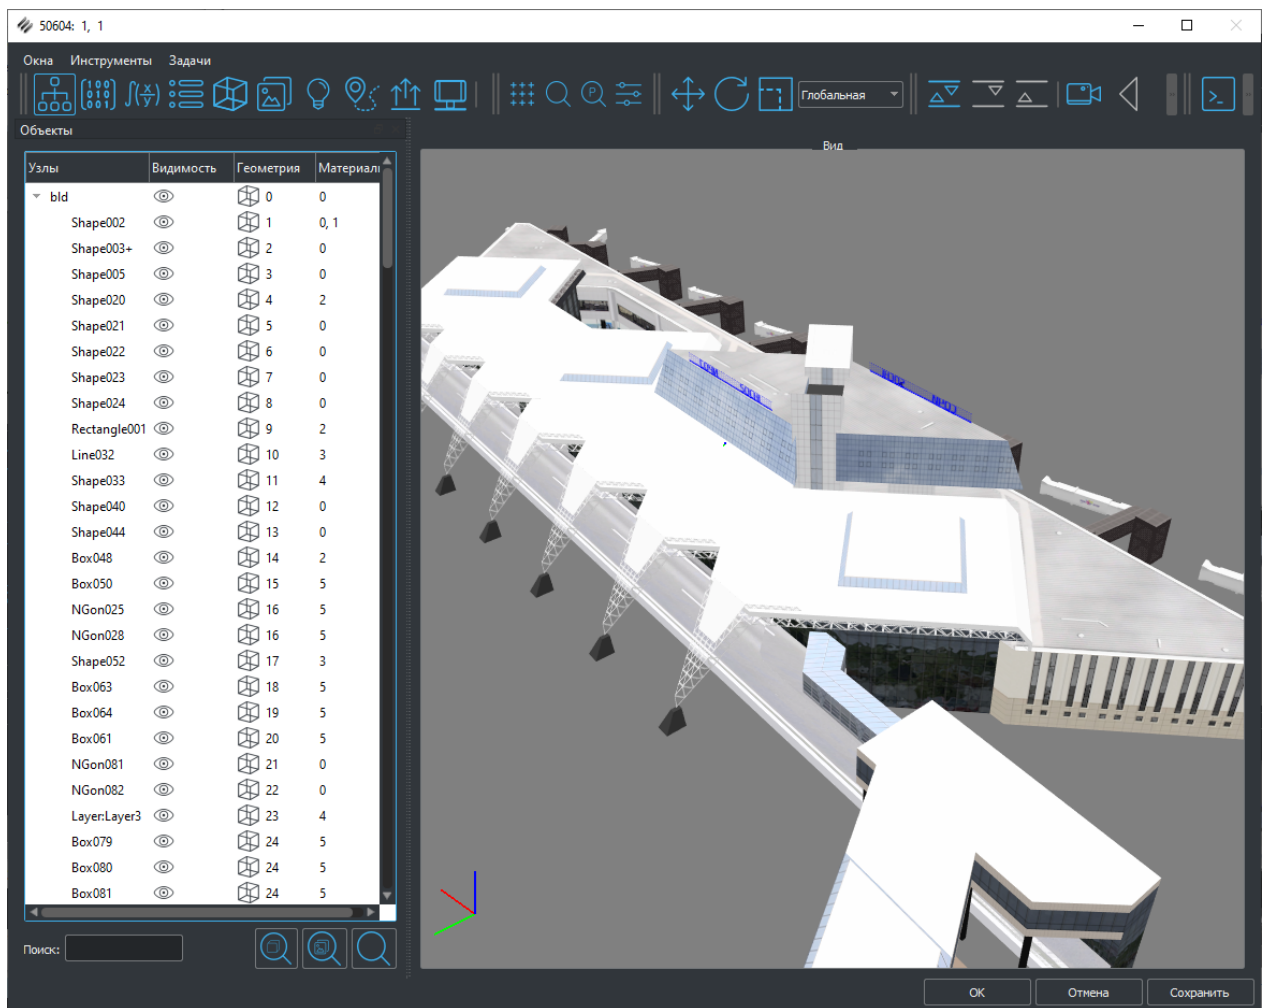 50604: 1, 1
Окна Инструменты Задачи
Глобальная
Объекты
Вид
Узлы Видимость Геометрия Материал
bld 0 0
Shape002 1 0, 1
Shape003+ 2 0
Shape005 3 0
Shape020 4 2
Shape021 5 0
Shape022 6 0
Shape023 7 0
Shape024 8 0
Rectangle001 9 2
Line032 10 3
Shape033 11 4
Shape040 12 0
Shape044 13 0
Box048 14 2
Box050 15 5
NGon025 16 5
NGon028 16 5
Shape052 17 3
Box063 18 5
Box064 19 5
Box061 20 5
NGon081 21 0
NGon082 22 0
Layer:Layer3 23 4
Box079 24 5
Box080 24 5
Box081 24 5
Поиск:
OK Отмена Сохранить